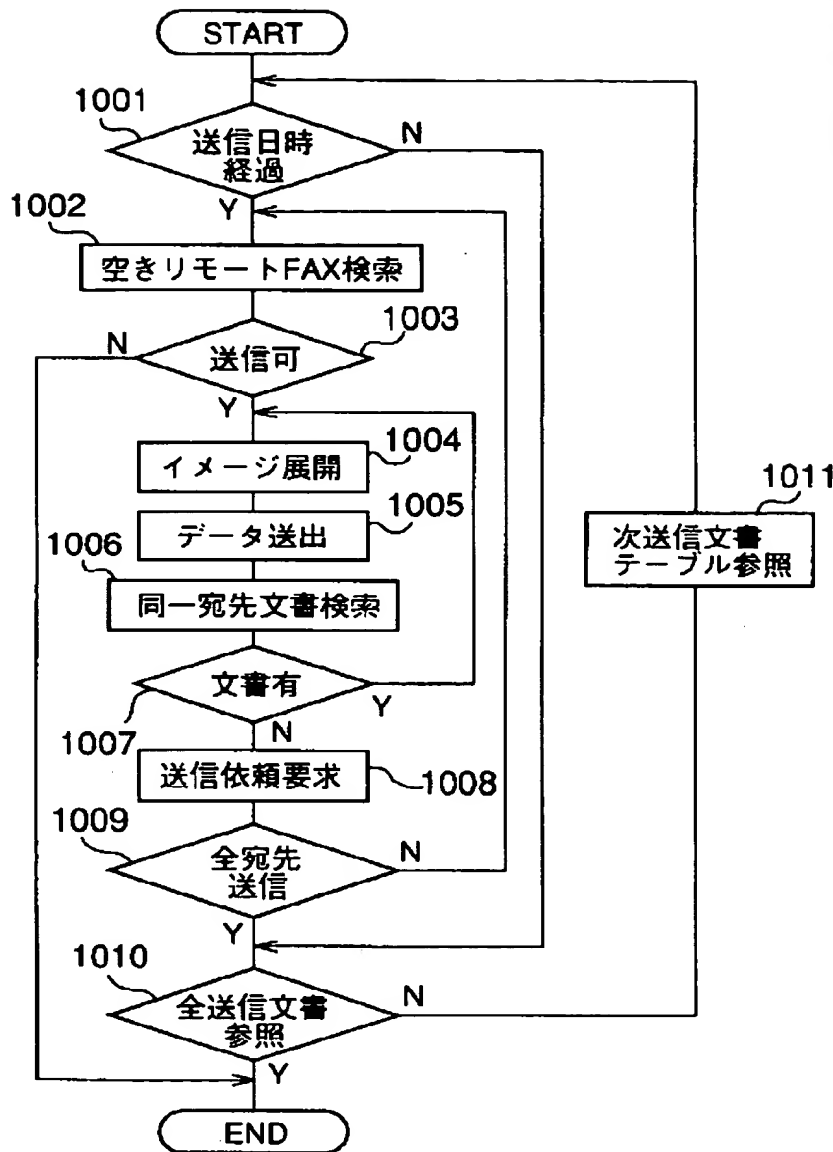 START
1001
送信日時
経過
N
Y
1002
空きリモートFAX検索
1003
N
送信可
Y
1004
イメージ展開
1005
データ送出
1006
同一宛先文書検索
文書有
Y
1007
N
送信依頼要求
1008
1009
全宛先
送信
N
Y
1010
全送信文書
参照
N
Y
1011
次送信文書
テーブル参照
END